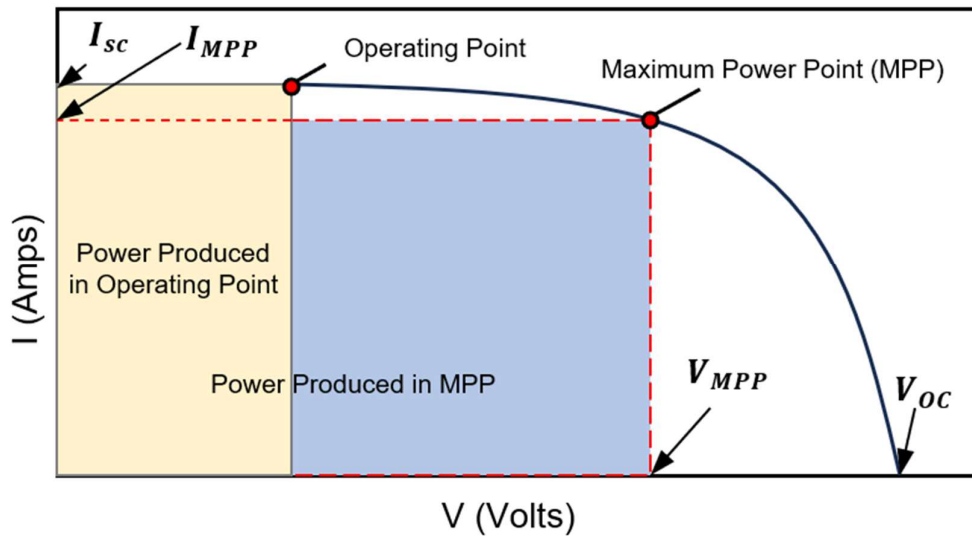 I_sc
I_MPP
Operating Point
Maximum Power Point (MPP)
I (Amps)
Power Produced
in Operating Point
Power Produced in MPP
V_MPP
V_OC
V (Volts)